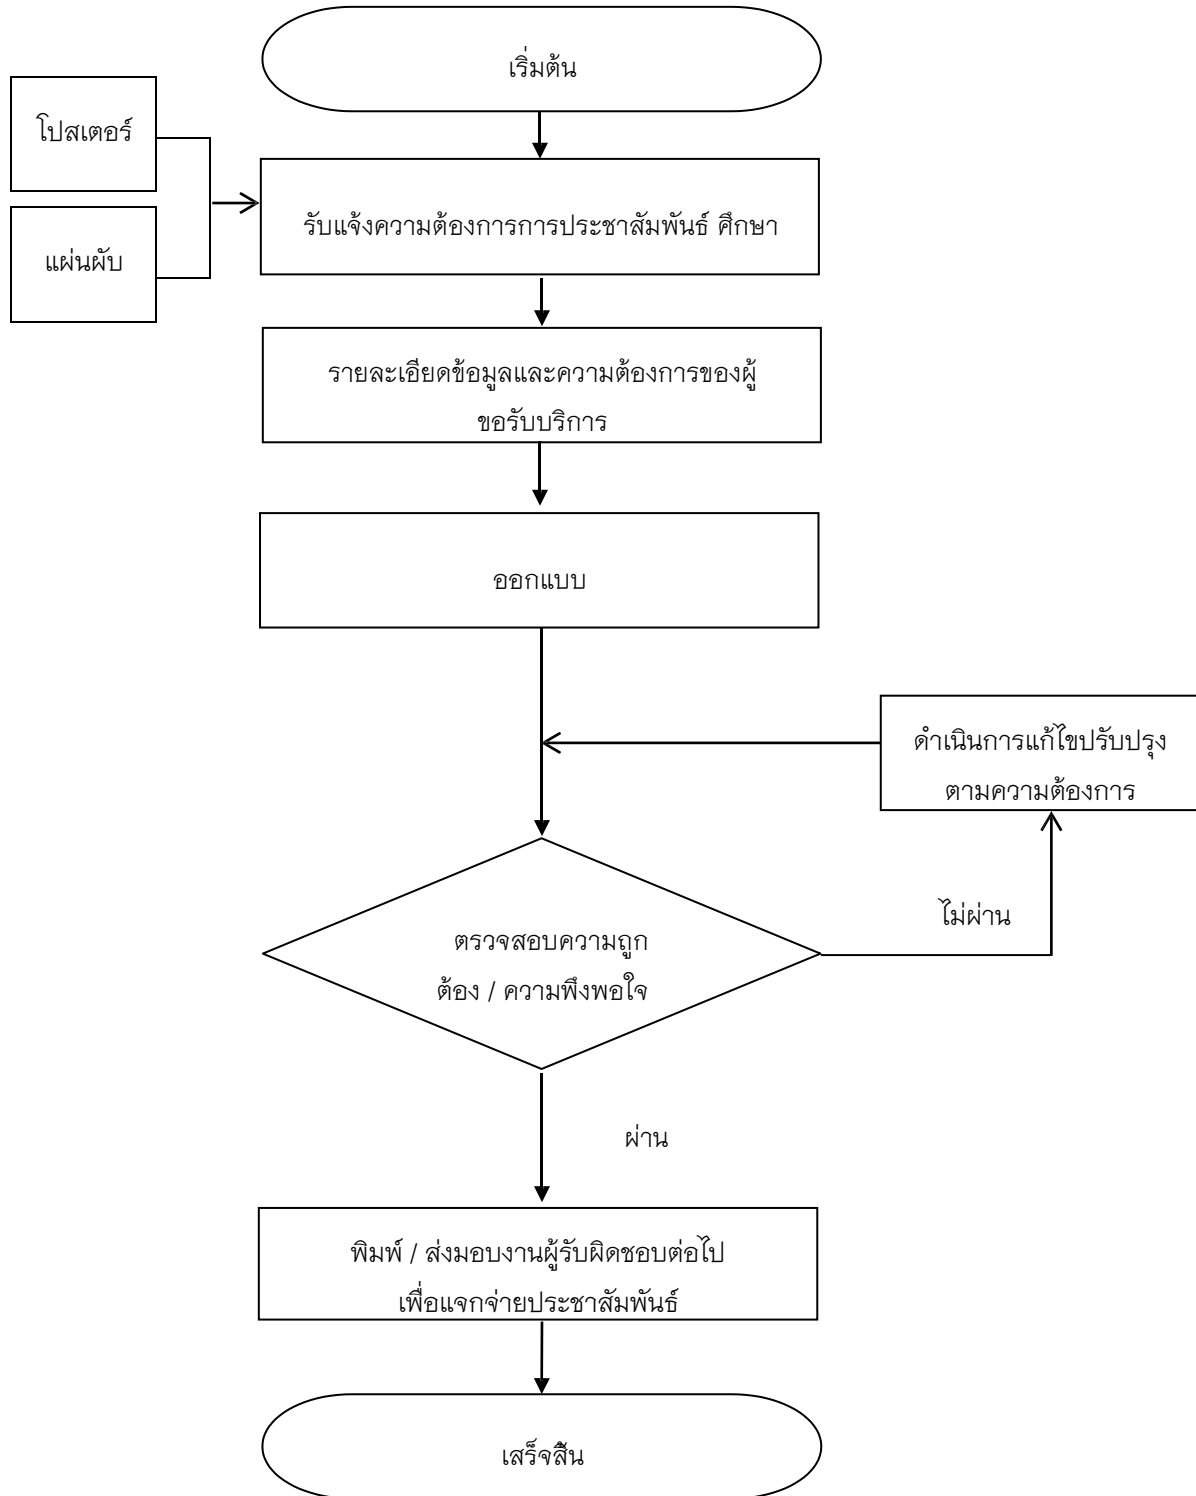 เริ่มต้น
โปสเตอร์
แผ่นผับ
รับแจ้งความต้องการการประชาสัมพันธ์ ศึกษา
รายละเอียดข้อมูลและความต้องการของผู้
ขอรับบริการ
ออกแบบ
ดำเนินการแก้ไขปรับปรุง
ตามความต้องการ
ไม่ผ่าน
ตรวจสอบความถูก
ต้อง / ความพึงพอใจ
ผ่าน
พิมพ์ / ส่งมอบงานผู้รับผิดชอบต่อไป
เพื่อแจกจ่ายประชาสัมพันธ์
เสร็จสิ้น